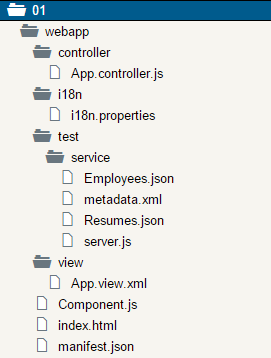 01
webapp
controller
App.controller.js
i18n
i18n.properties
test
service
Employees.json
metadata.xml
Resumes.json
server.js
view
App.view.xml
Component.js
index.html
manifest.json